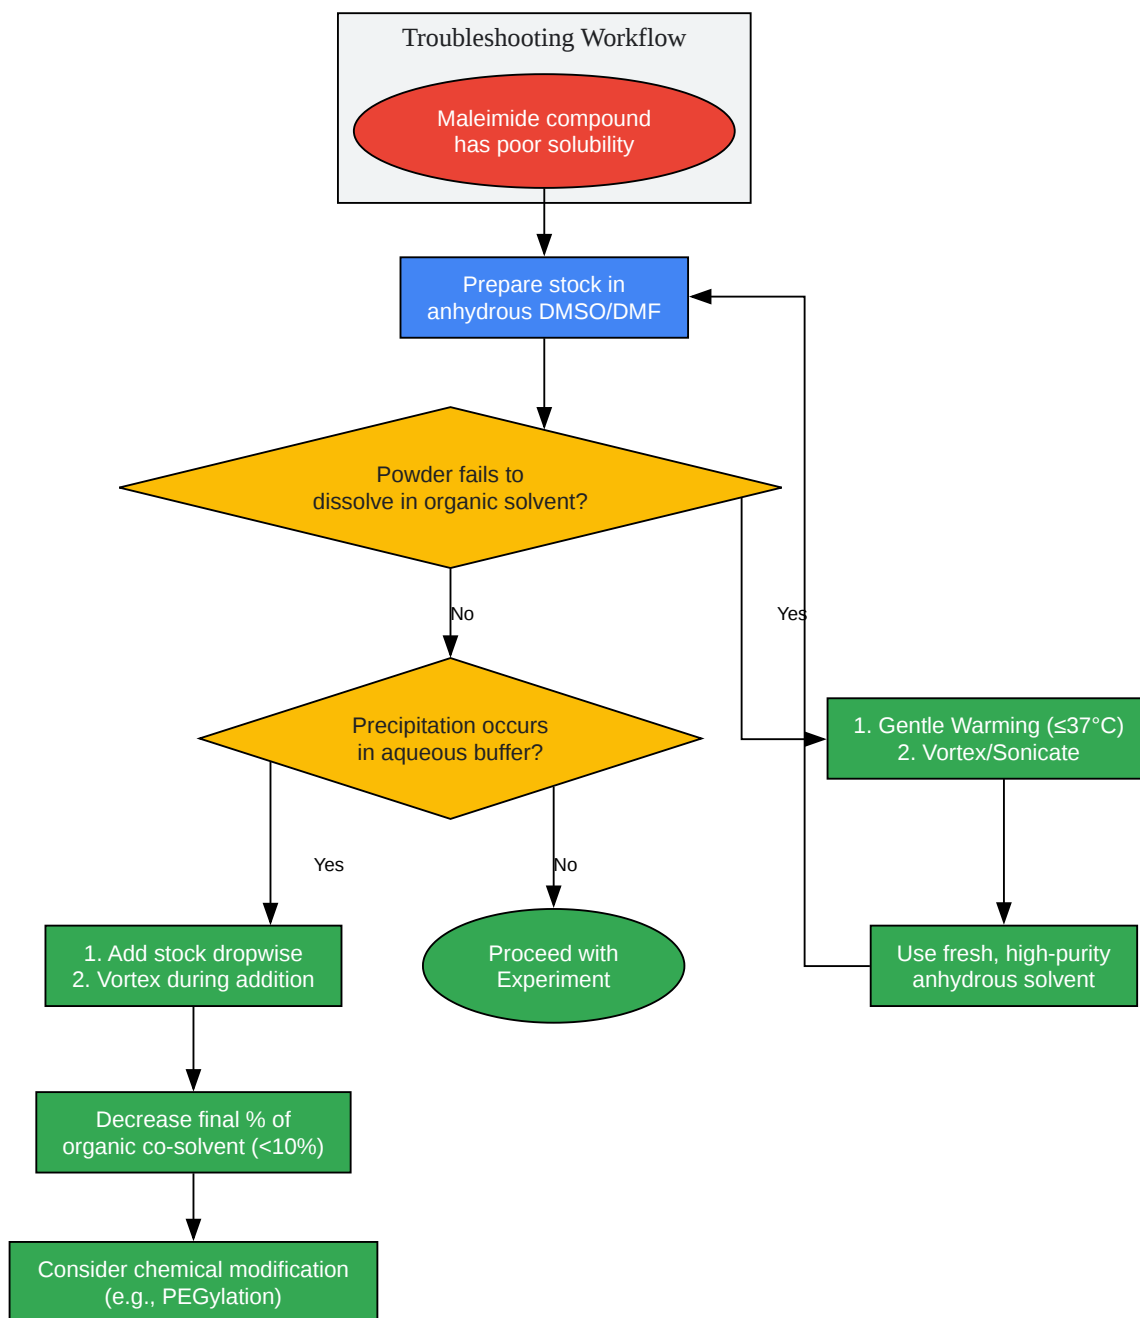 Troubleshooting Workflow
Maleimide compound
has poor solubility
Prepare stock in
anhydrous DMSO/DMF
Powder fails to
dissolve in organic solvent?
No
Yes
Precipitation occurs
in aqueous buffer?
1. Gentle Warming (≤37°C)
2. Vortex/Sonicate
Yes
No
1. Add stock dropwise
2. Vortex during addition
Proceed with
Experiment
Use fresh, high-purity
anhydrous solvent
Decrease final % of
organic co-solvent (<10%)
Consider chemical modification
(e.g., PEGylation)